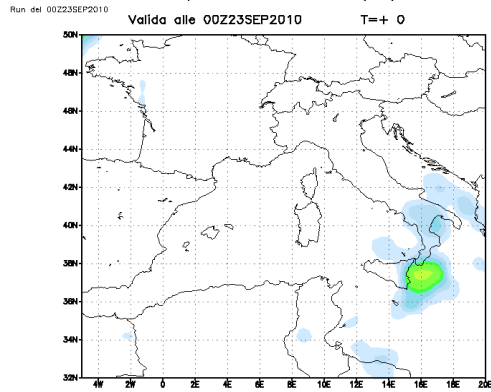 Run del 00Z23SEP2010
Valida alle 00Z23SEP2010 T=+ 0
50N
48N
46N
44N
42N
40N
38N
36N
34N
32N
4W 2W 0 2E 4E 6E 8E 10E 12E 14E 16E 18E 20E